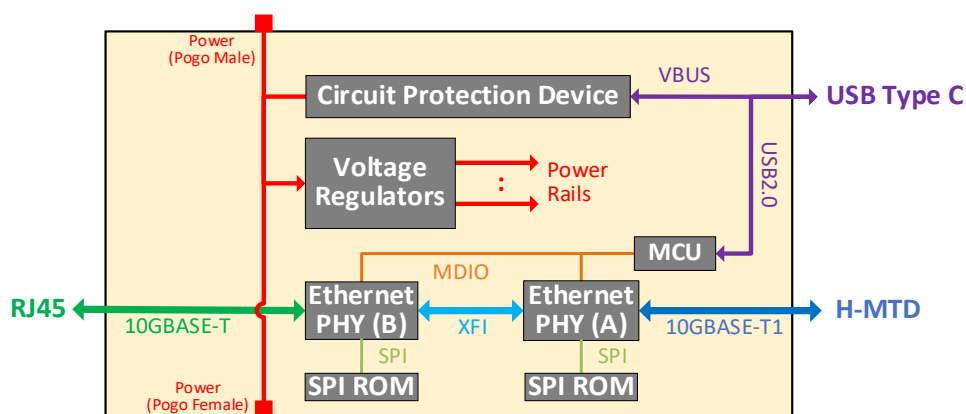 Power
(Pogo Male)
VBUS
Circuit Protection Device
USB Type C
USB2.0
Voltage
Regulators
:
Power
Rails
MCU
MDIO
RJ45
Ethernet
PHY (B)
Ethernet
PHY (A)
H-MTD
10GBASE-T
XFI
10GBASE-T1
SPI
SPI
SPI ROM
SPI ROM
Power
(Pogo Female)